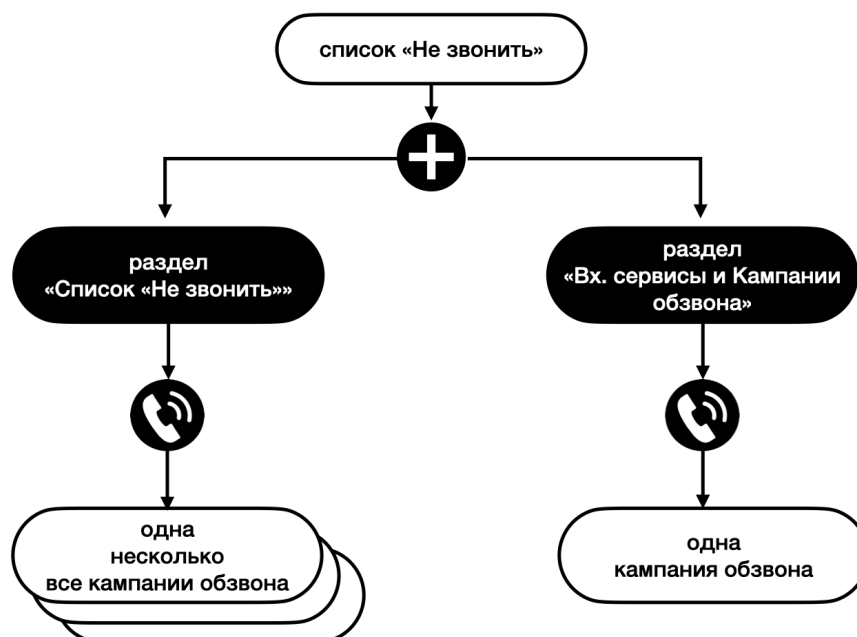 список «Не звонить»
раздел
«Список «Не звонить»»
раздел
«Вх. сервисы и Кампании
обзвона»
одна
несколько
все кампании обзвона
одна
кампания обзвона